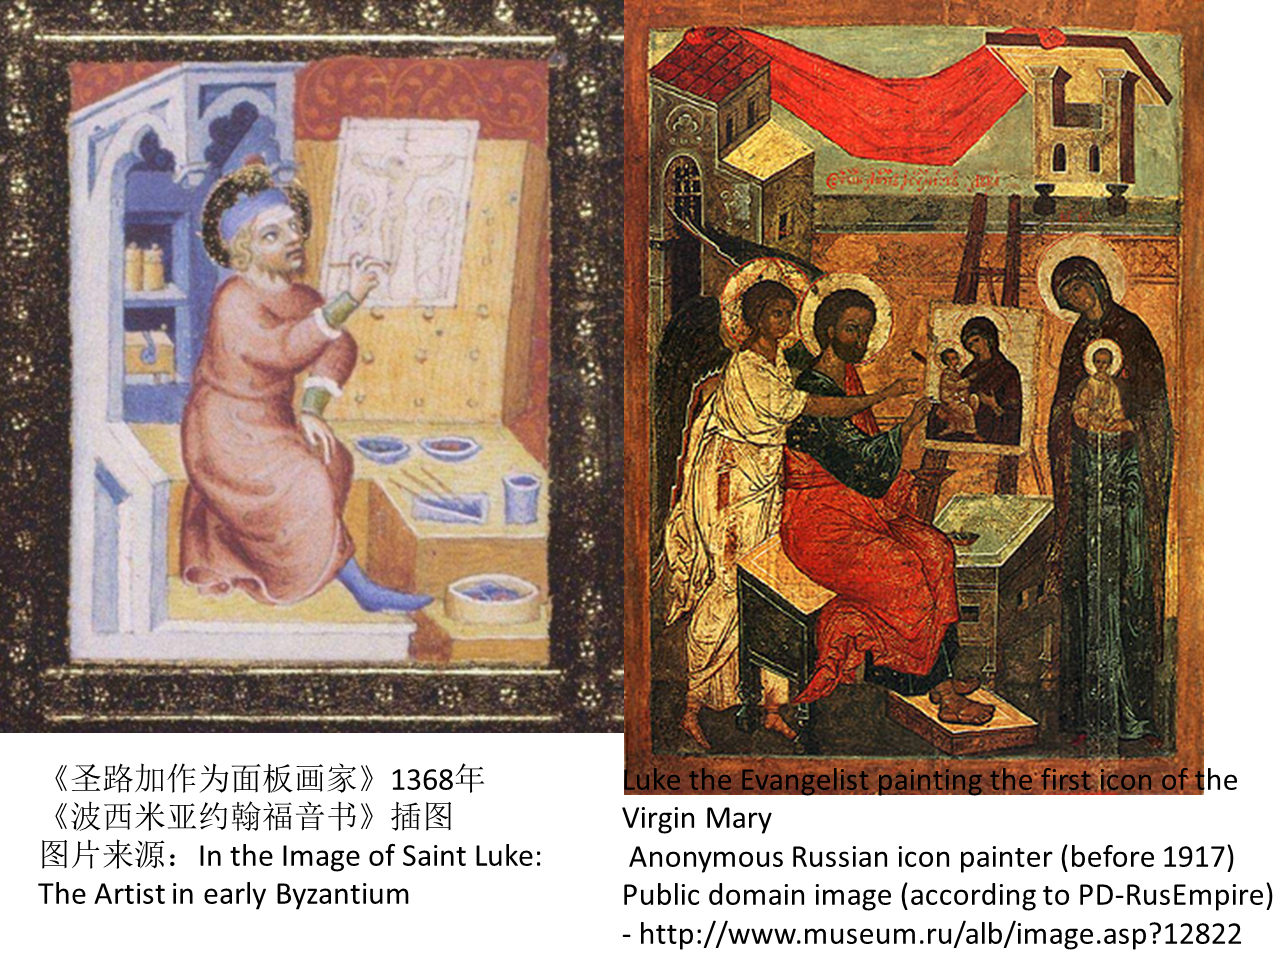 《圣路加作为面板画家》1368年
《波西米亚约翰福音书》插图
图片来源：In the Image of Saint Luke:
The Artist in early Byzantium
Luke the Evangelist painting the first icon of the
Virgin Mary
Anonymous Russian icon painter (before 1917)
Public domain image (according to PD-RusEmpire)
- http://www.museum.ru/alb/image.asp?12822